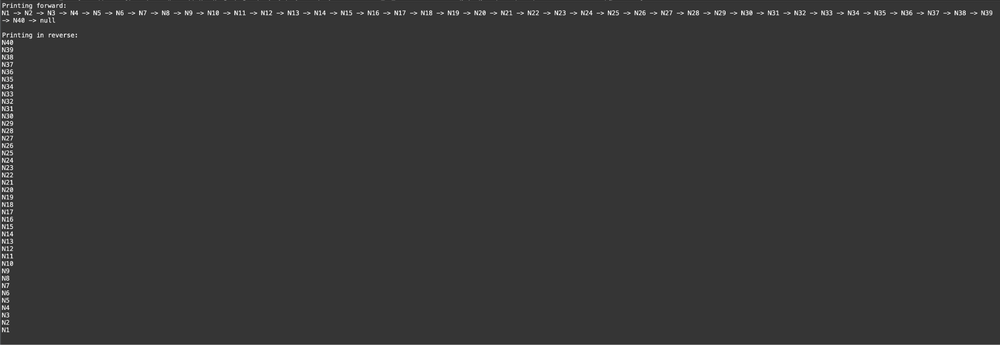 Printing forward:
N1 -> N2 -> N3 -> N4 -> N5 -> N6 -> N7 -> N8 -> N9 -> N10 -> N11 -> N12 -> N13 -> N14 -> N15 -> N16 -> N17 -> N18 -> N19 -> N20 -> N21 -> N22 -> N23 -> N24 -> N25 -> N26 -> N27 -> N28 -> N29 -> N30 -> N31 -> N32 -> N33 -> N34 -> N35 -> N36 -> N37 -> N38 -> N39
-> N40 -> null
Printing in reverse:
N40
N39
N38
N37
N36
N35
N34
N33
N32
N31
N30
N29
N28
N27
N26
N25
N24
N23
N22
N21
N20
N19
N18
N17
N16
N15
N14
N13
N12
N11
N10
N9
N8
N7
N6
N5
N4
N3
N2
N1